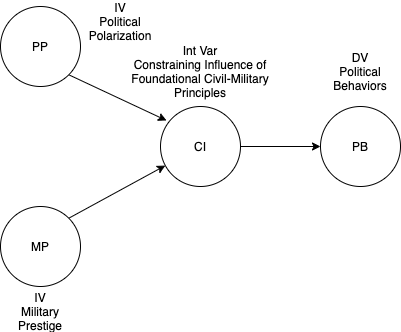 PP
IV
Political
Polarization
Int Var
Constraining Influence of
Foundational Civil-Military
Principles
DV
Political
Behaviors
CI
PB
MP
IV
Military
Prestige